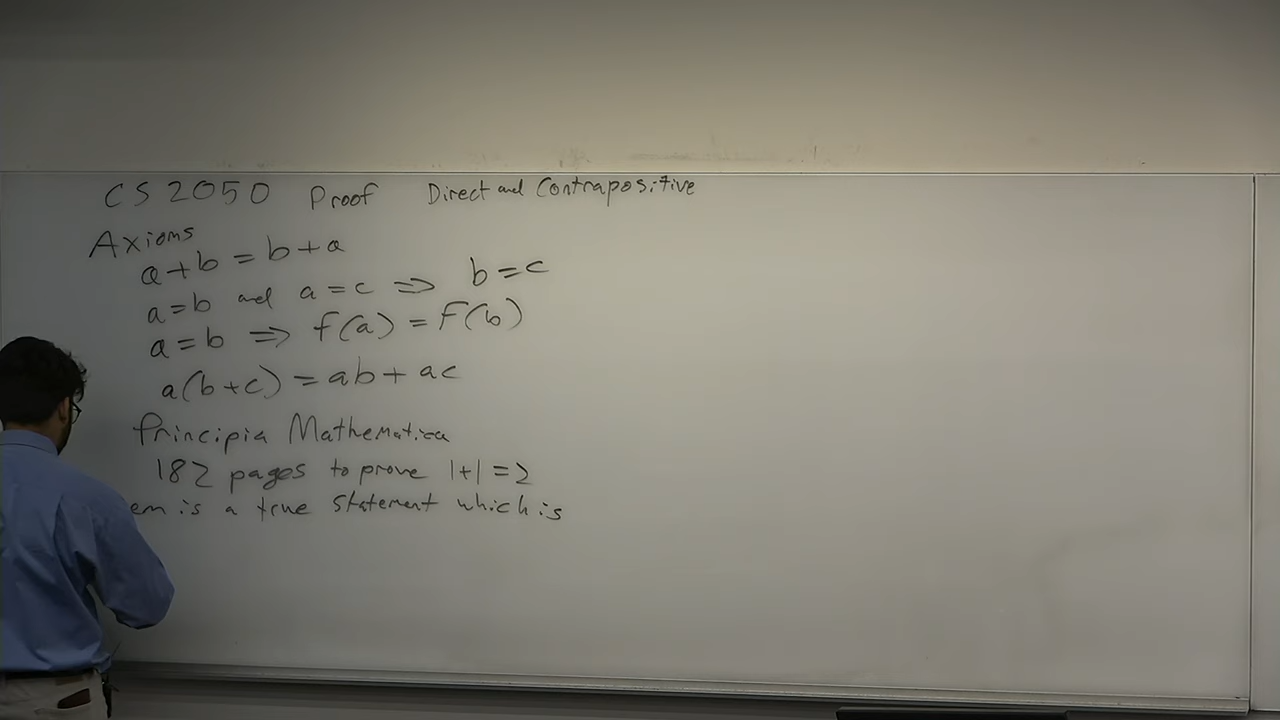 CS 2050 Proof Direct and Contrapositive
Axioms
a+b = b+a
a=b and a=c ⇒ b=c
a=b ⇒ f(a) = F(b)
a(b+c) = ab + ac
Principia Mathematica
182 pages to prove 1+1=2
em is a true statement which is